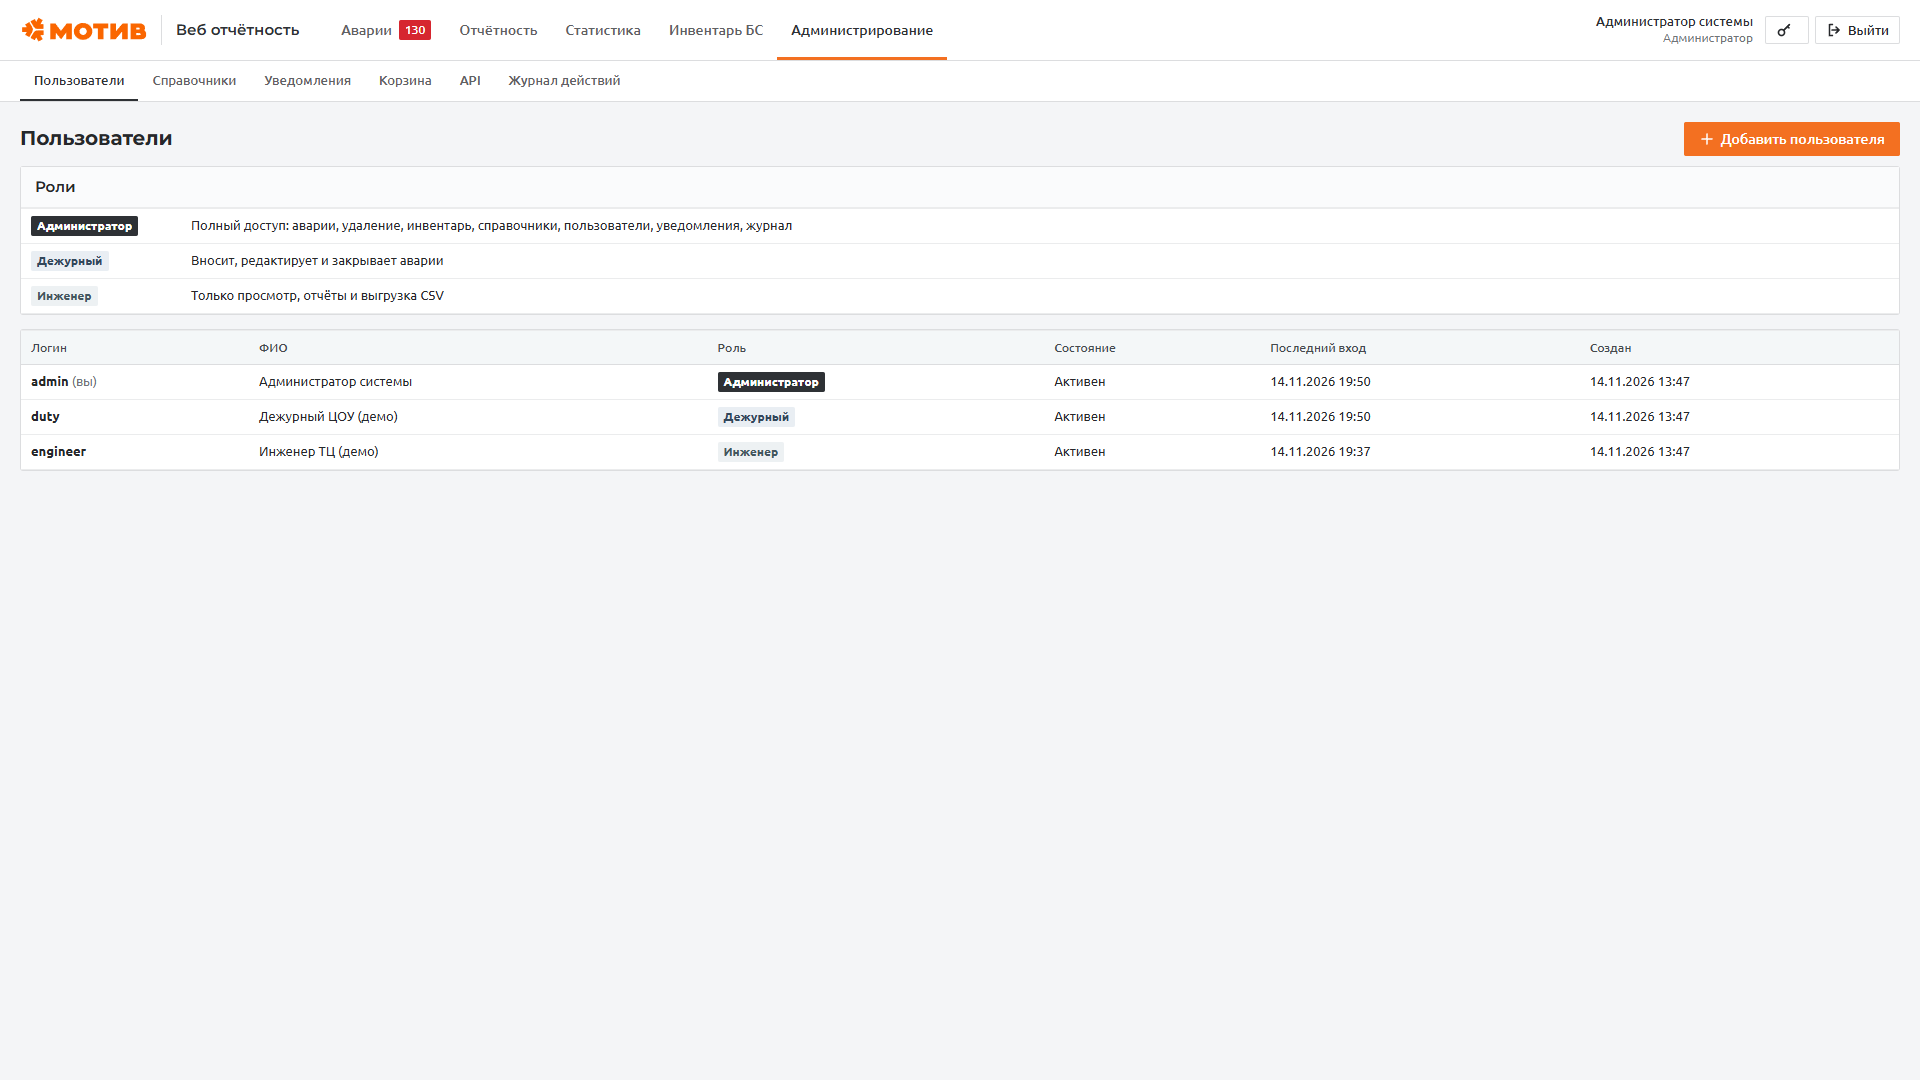 МОТИВ Веб отчётность Аварии 130 Отчётность Статистика Инвентарь БС Администрирование Администратор системы Администратор Выйти
Пользователи Справочники Уведомления Корзина API Журнал действий
Пользователи + Добавить пользователя
Роли
Администратор Полный доступ: аварии, удаление, инвентарь, справочники, пользователи, уведомления, журнал
Дежурный Вносит, редактирует и закрывает аварии
Инженер Только просмотр, отчёты и выгрузка CSV
Логин ФИО Роль Состояние Последний вход Создан
admin (вы) Администратор системы Администратор Активен 14.11.2026 19:50 14.11.2026 13:47
duty Дежурный ЦОУ (демо) Дежурный Активен 14.11.2026 19:50 14.11.2026 13:47
engineer Инженер ТЦ (демо) Инженер Активен 14.11.2026 19:37 14.11.2026 13:47